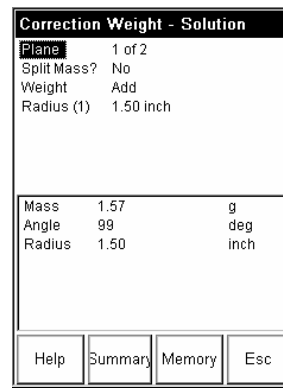 Correction Weight - Solution
Plane 1 of 2
Split Mass? No
Weight Add
Radius (1) 1.50 inch
Mass 1.57 g
Angle 99 deg
Radius 1.50 inch
Help Summary Memory Esc